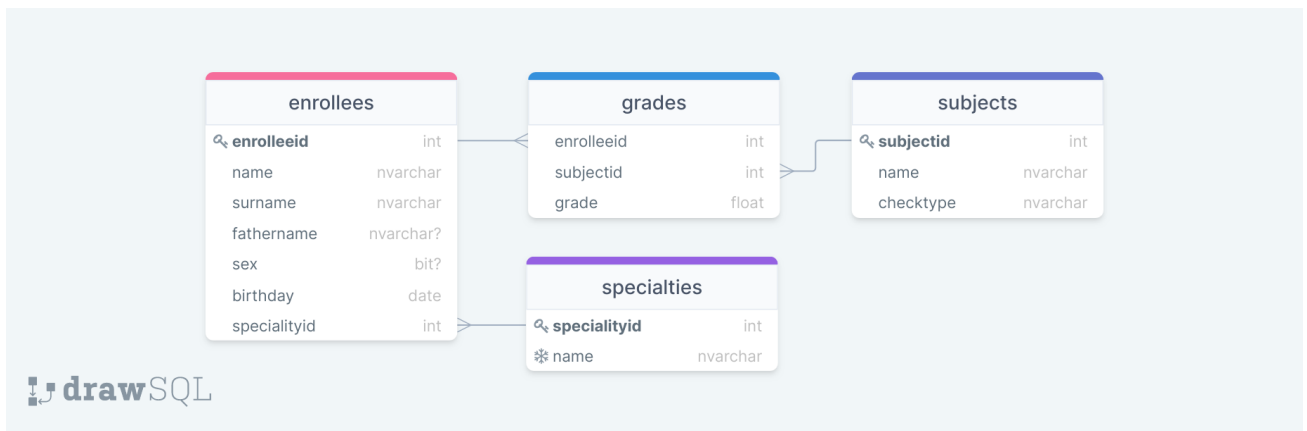 enrollees
enrolleeid int
name nvarchar
surname nvarchar
fathername nvarchar?
sex bit?
birthday date
specialityid int
grades
enrolleeid int
subjectid int
grade float
subjects
subjectid int
name nvarchar
checktype nvarchar
specialties
specialityid int
name nvarchar
drawSQL